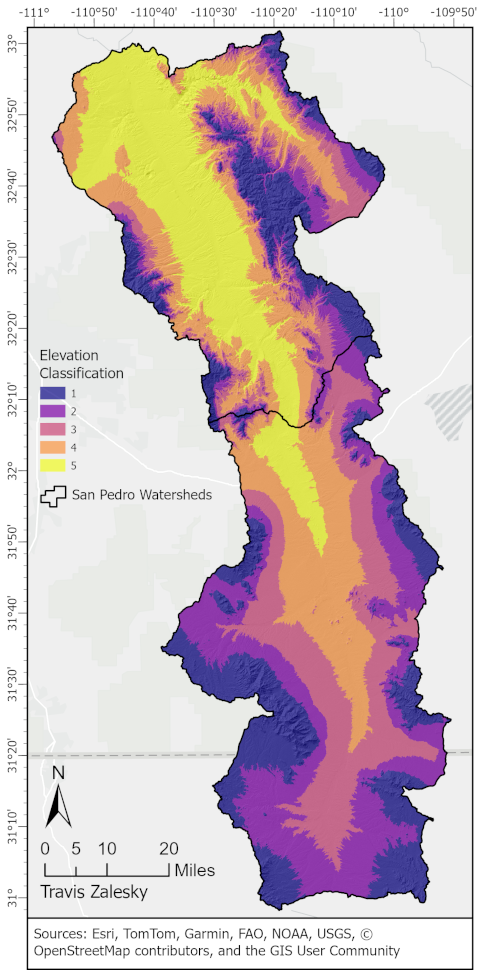 -111° -110°50' -110°40' -110°30' -110°20' -110°10' -110° -109°50'
33°
32°50'
32°40'
32°30'
32°20'
32°10'
32°
31°50'
31°40'
31°30'
31°20'
31°10'
31°
Elevation
Classification
1
2
3
4
5
San Pedro Watersheds
N
0 5 10 20
Miles
Travis Zalesky
Sources: Esri, TomTom, Garmin, FAO, NOAA, USGS, ©
OpenStreetMap contributors, and the GIS User Community